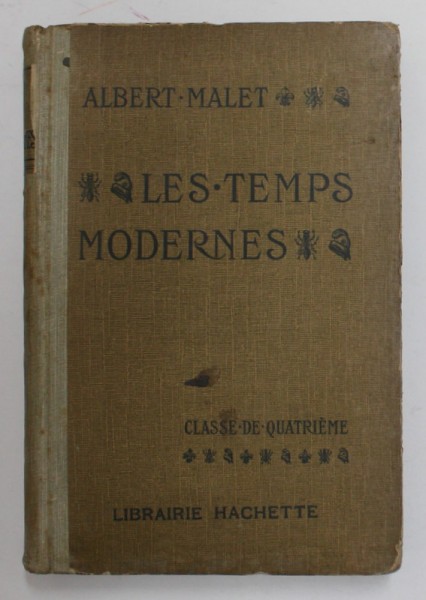 ALBERT·MALET
LES·TEMPS
MODERNES
CLASSE·DE·QUATRIÈME
LIBRAIRIE HACHETTE